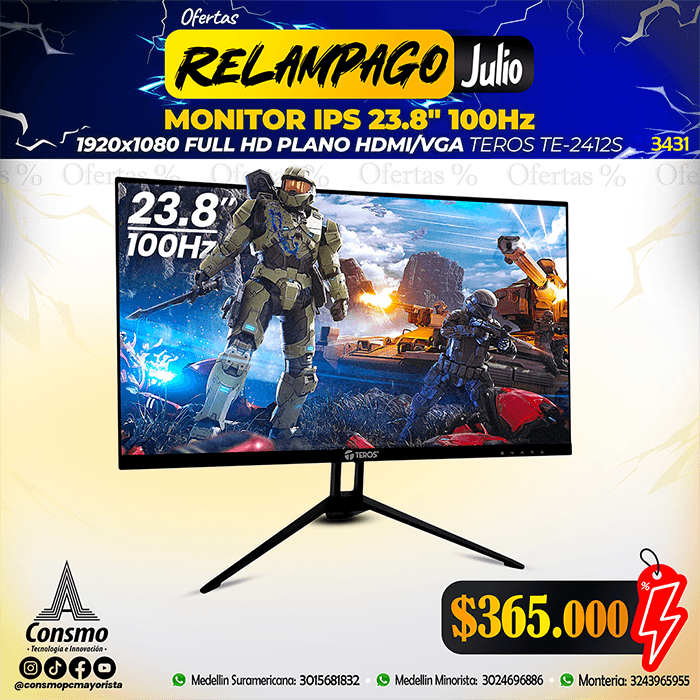 Ofertas
RELAMPAGO Julio
MONITOR IPS 23.8" 100Hz
1920x1080 FULL HD PLANO HDMI/VGA TEROS TE-2412S 3431
Ofertas % Ofertas % Ofertas % Ofertas %
23.8"
100Hz
TEROS
%
$365.000
Consmo
• Tecnología e Innovación •
@consmopcmayorista
Medellin Suramericana: 3015681832 • Medellin Minorista: 3024696886 • Monteria: 3243965955